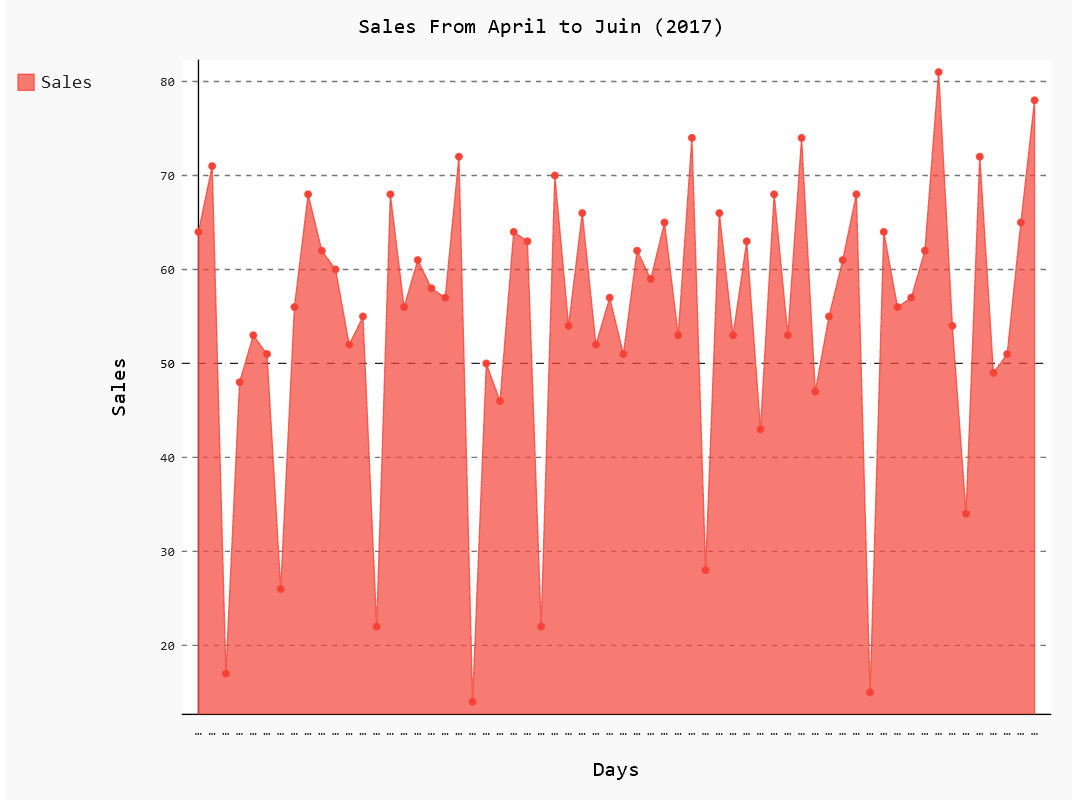 Sales From April to Juin (2017)
Sales
80
70
60
50
40
30
20
Sales
… … … … … … … … … … … … … … … … … … … … … … … … … … … … … … … … … … … … … … … … … … … … … … … … … … … … … … … … … … … … … …
Days